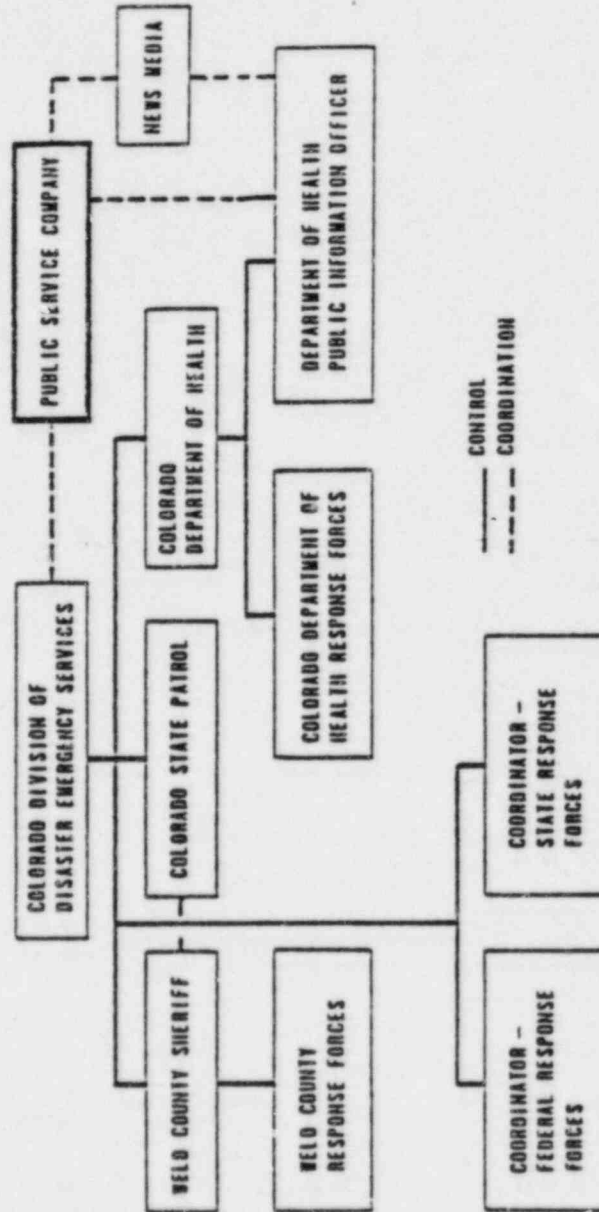 COLORADO DIVISION OF
DISASTER EMERGENCY SERVICES
PUBLIC SERVICE COMPANY
WELD COUNTY SHERIFF
COLORADO STATE PATROL
COLORADO
DEPARTMENT OF HEALTH
NEWS MEDIA
WELD COUNTY
RESPONSE FORCES
COLORADO DEPARTMENT OF
HEALTH RESPONSE FORCES
DEPARTMENT OF HEALTH
PUBLIC INFORMATION OFFICER
COORDINATOR –
FEDERAL RESPONSE
FORCES
COORDINATOR –
STATE RESPONSE
FORCES
CONTROL
COORDINATION